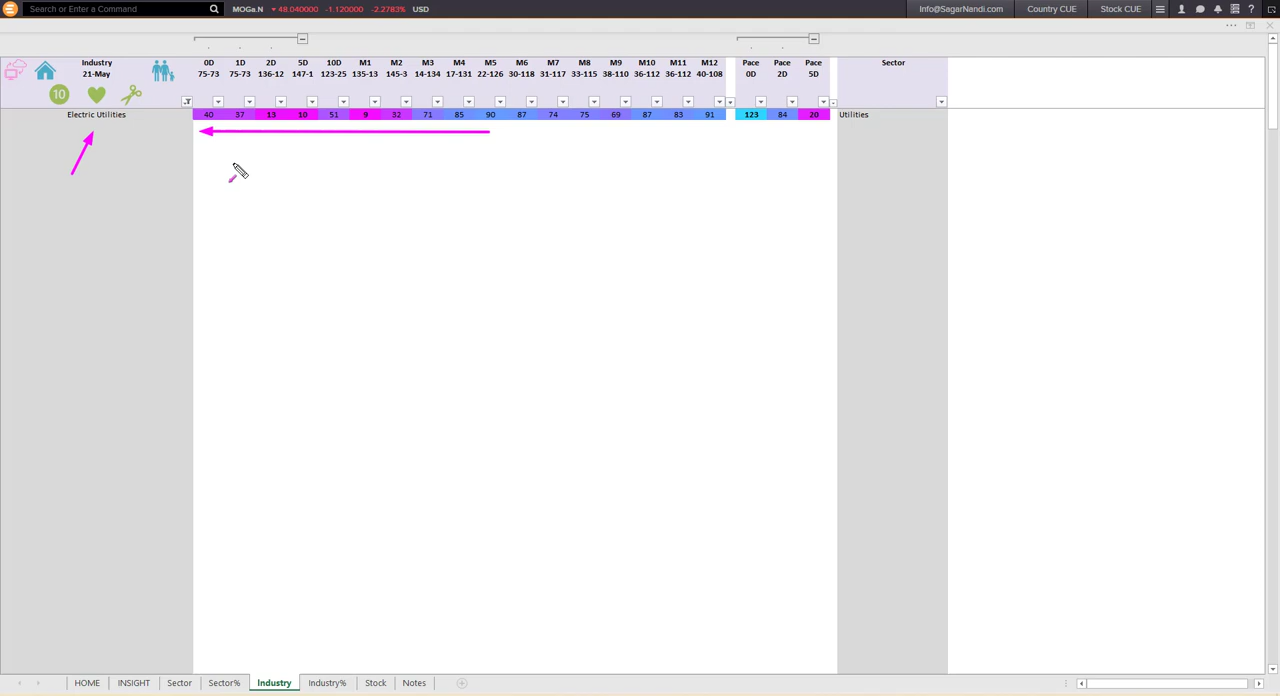 Search or Enter a Command MOGa.N 48.040000 -1.120000 -2.2783% USD Info@SagarNandi.com Country CUE Stock CUE ?
Industry 0D 1D 2D 5D 10D M1 M2 M3 M4 M5 M6 M7 M8 M9 M10 M11 M12 Pace Pace Pace Sector
21-May 75-73 75-73 136-12 147-1 123-25 135-13 145-3 14-134 17-131 22-126 30-118 31-117 33-115 38-110 36-112 36-112 40-108 0D 2D 5D
10
Electric Utilities 40 37 13 10 51 9 32 71 85 90 87 74 75 69 87 83 91 123 84 20 Utilities
HOME INSIGHT Sector Sector% Industry Industry% Stock Notes